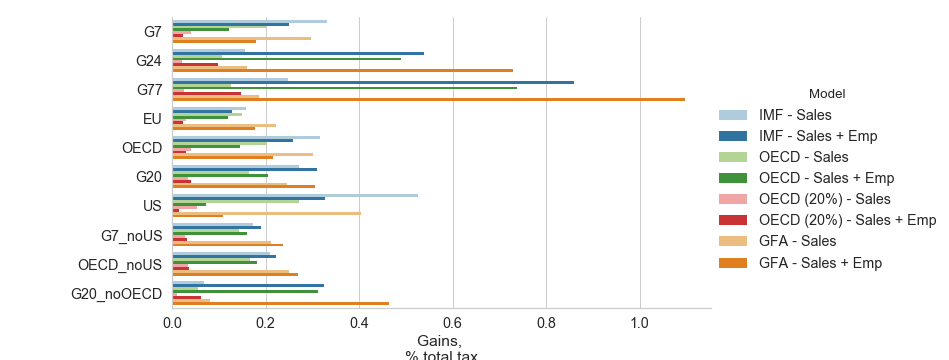 G7
G24
G77
EU
OECD
G20
US
G7_noUS
OECD_noUS
G20_noOECD
0.0 0.2 0.4 0.6 0.8 1.0
Gains,
% total tax
Model
IMF - Sales
IMF - Sales + Emp
OECD - Sales
OECD - Sales + Emp
OECD (20%) - Sales
OECD (20%) - Sales + Emp
GFA - Sales
GFA - Sales + Emp